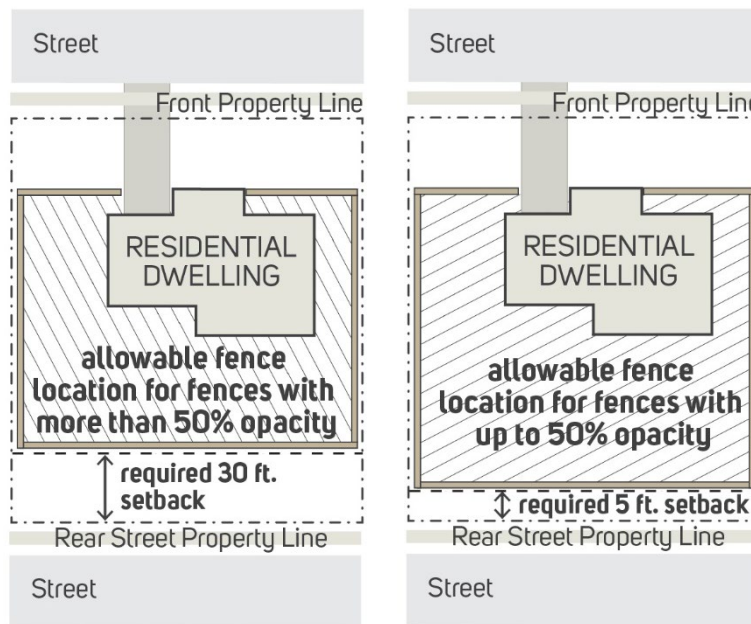 Street
Front Property Line
RESIDENTIAL
DWELLING
allowable fence
location for fences with
more than 50% opacity
required 30 ft.
setback
Rear Street Property Line
Street
Street
Front Property Line
RESIDENTIAL
DWELLING
allowable fence
location for fences with
up to 50% opacity
required 5 ft. setback
Rear Street Property Line
Street